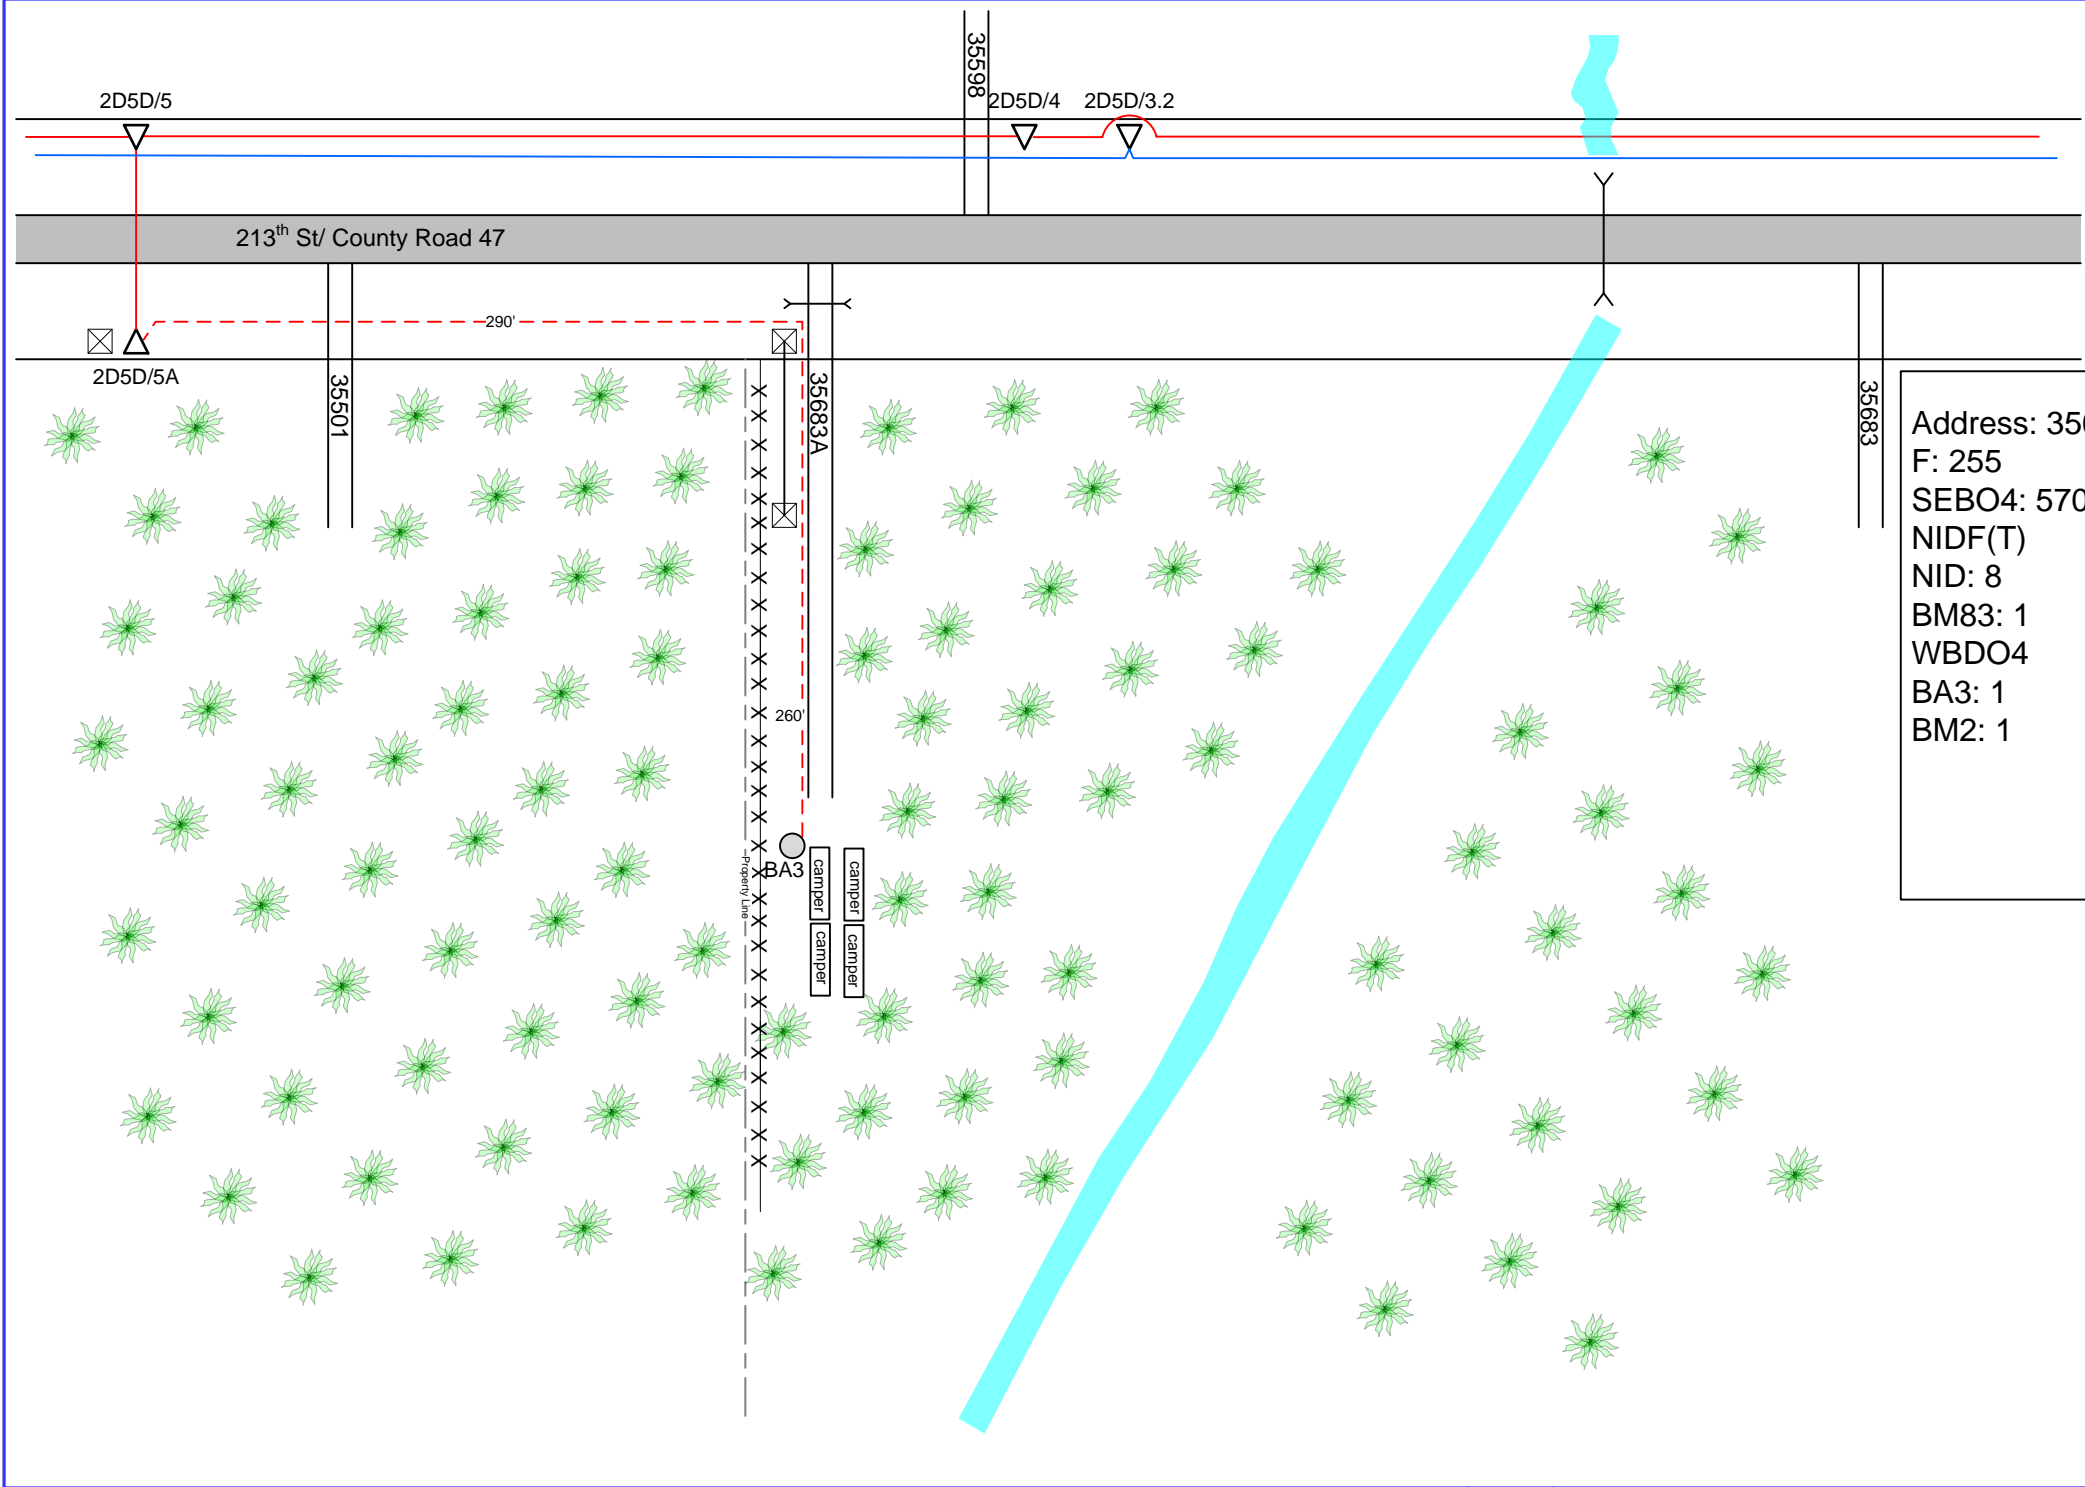 35598
2D5D/5
2D5D/4
2D5D/3.2
213th St/ County Road 47
290'
2D5D/5A
35501
35683A
35683
Address: 35
F: 255
SEBO4: 570
NIDF(T)
NID: 8
BM83: 1
WBDO4
BA3: 1
BM2: 1
260'
Property Line
BA3
camper
camper
camper
camper